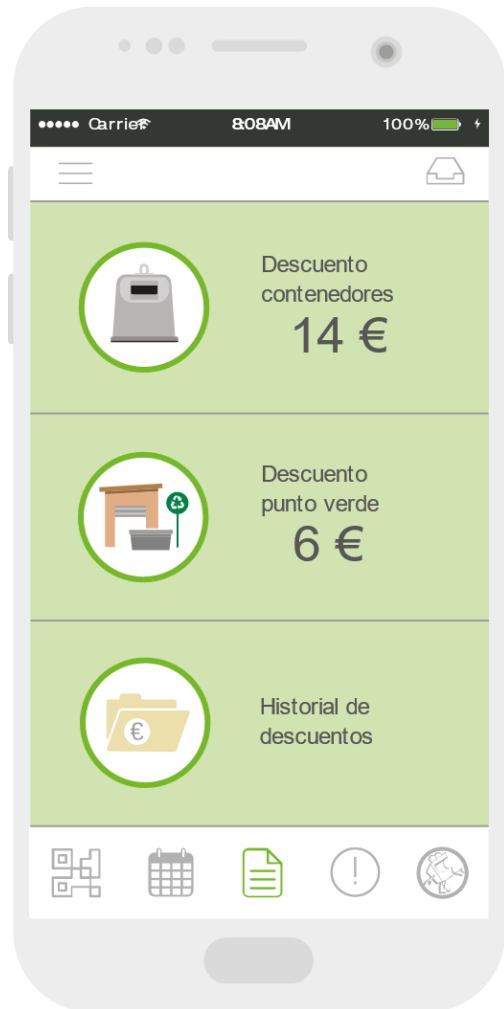 Carrier
8:08AM
100%
Descuento
contenedores
14 €
Descuento
punto verde
6 €
€
Historial de
descuentos